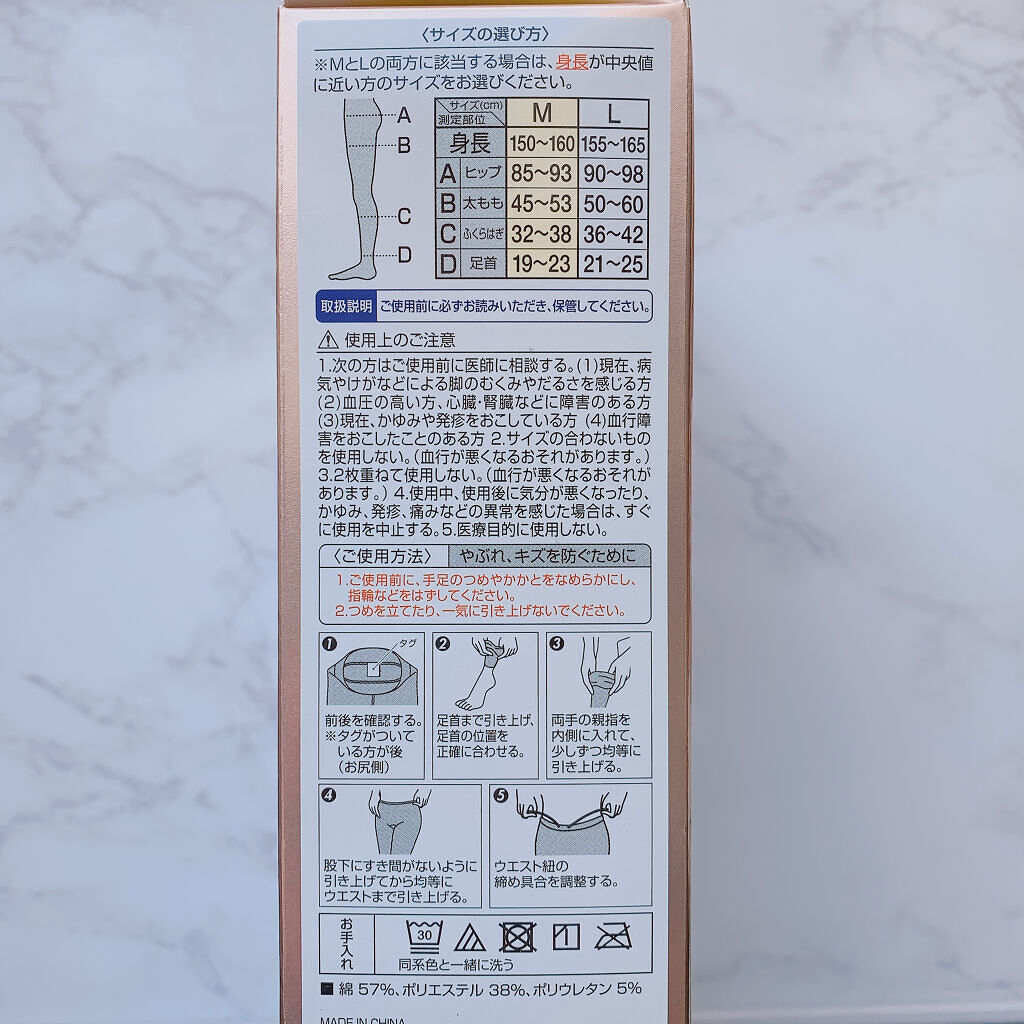 〈サイズの選び方〉
※MとLの両方に該当する場合は、身長が中央値
に近い方のサイズをお選びください。
A
B
C
D
サイズ(cm) 測定部位 M L
身長 150〜160 155〜165
A ヒップ 85〜93 90〜98
B 太もも 45〜53 50〜60
C ふくらはぎ 32〜38 36〜42
D 足首 19〜23 21〜25
取扱説明 ご使用前に必ずお読みいただき、保管してください。
⚠ 使用上のご注意
1.次の方はご使用前に医師に相談する。(1)現在、病
気やけがなどによる脚のむくみやだるさを感じる方
(2)血圧の高い方、心臓・腎臓などに障害のある方
(3)現在、かゆみや発疹をおこしている方 (4)血行障
害をおこしたことのある方 2.サイズの合わないもの
を使用しない。(血行が悪くなるおそれがあります。)
3.2枚重ねて使用しない。(血行が悪くなるおそれが
あります。) 4.使用中、使用後に気分が悪くなったり、
かゆみ、発疹、痛みなどの異常を感じた場合は、すぐ
に使用を中止する。5.医療目的に使用しない。
〈ご使用方法〉 やぶれ、キズを防ぐために
1.ご使用前に、手足のつめやかかとをなめらかにし、
指輪などをはずしてください。
2.つめを立てたり、一気に引き上げないでください。
❶ タグ
前後を確認する。
※タグがついて
いる方が後
(お尻側)
❷
足首まで引き上げ、
足首の位置を
正確に合わせる。
❸
両手の親指を
内側に入れて、
少しずつ均等に
引き上げる。
❹
股下にすき間がないように
引き上げてから均等に
ウエストまで引き上げる。
❺
ウエスト紐の
締め具合を調整する。
お手入れ
30
同系色と一緒に洗う
■ 綿 57%、ポリエステル 38%、ポリウレタン 5%
MADE IN CHINA